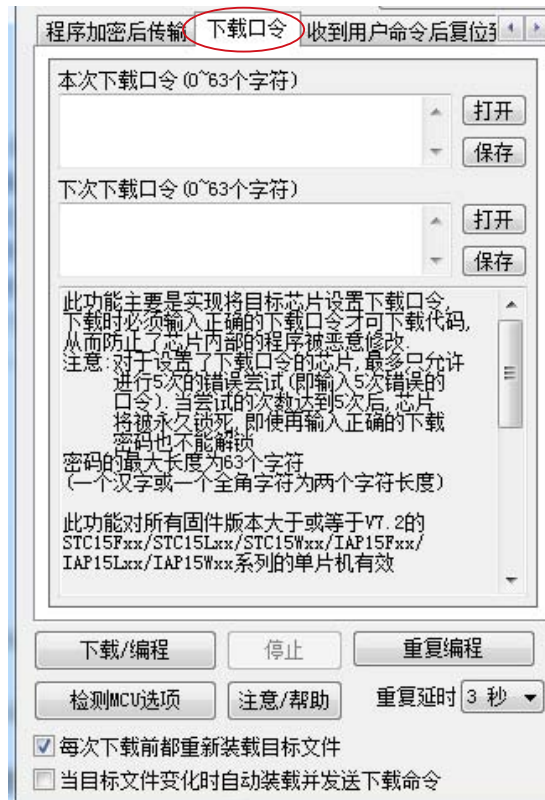 程序加密后传输 下载口令 收到用户命令后复位到
本次下载口令(0~63个字符)
打开
保存
下次下载口令(0~63个字符)
打开
保存
此功能主要是实现将目标芯片设置下载口令,
下载时必须输入正确的下载口令才可下载代码,
从而防止了芯片内部的程序被恶意修改.
注意:对于设置了下载口令的芯片,最多只允许
进行5次的错误尝试(即输入5次错误的
口令).当尝试的次数达到5次后,芯片
将被永久锁死,即使再输入正确的下载
密码也不能解锁
密码的最大长度为63个字符
(一个汉字或一个全角字符为两个字符长度)
此功能对所有固件版本大于或等于V7.2的
STC15Fxx/STC15Lxx/STC15Wxx/IAP15Fxx/
IAP15Lxx/IAP15Wxx系列的单片机有效
下载/编程 停止 重复编程
检测MCU选项 注意/帮助 重复延时 3 秒
每次下载前都重新装载目标文件
当目标文件变化时自动装载并发送下载命令